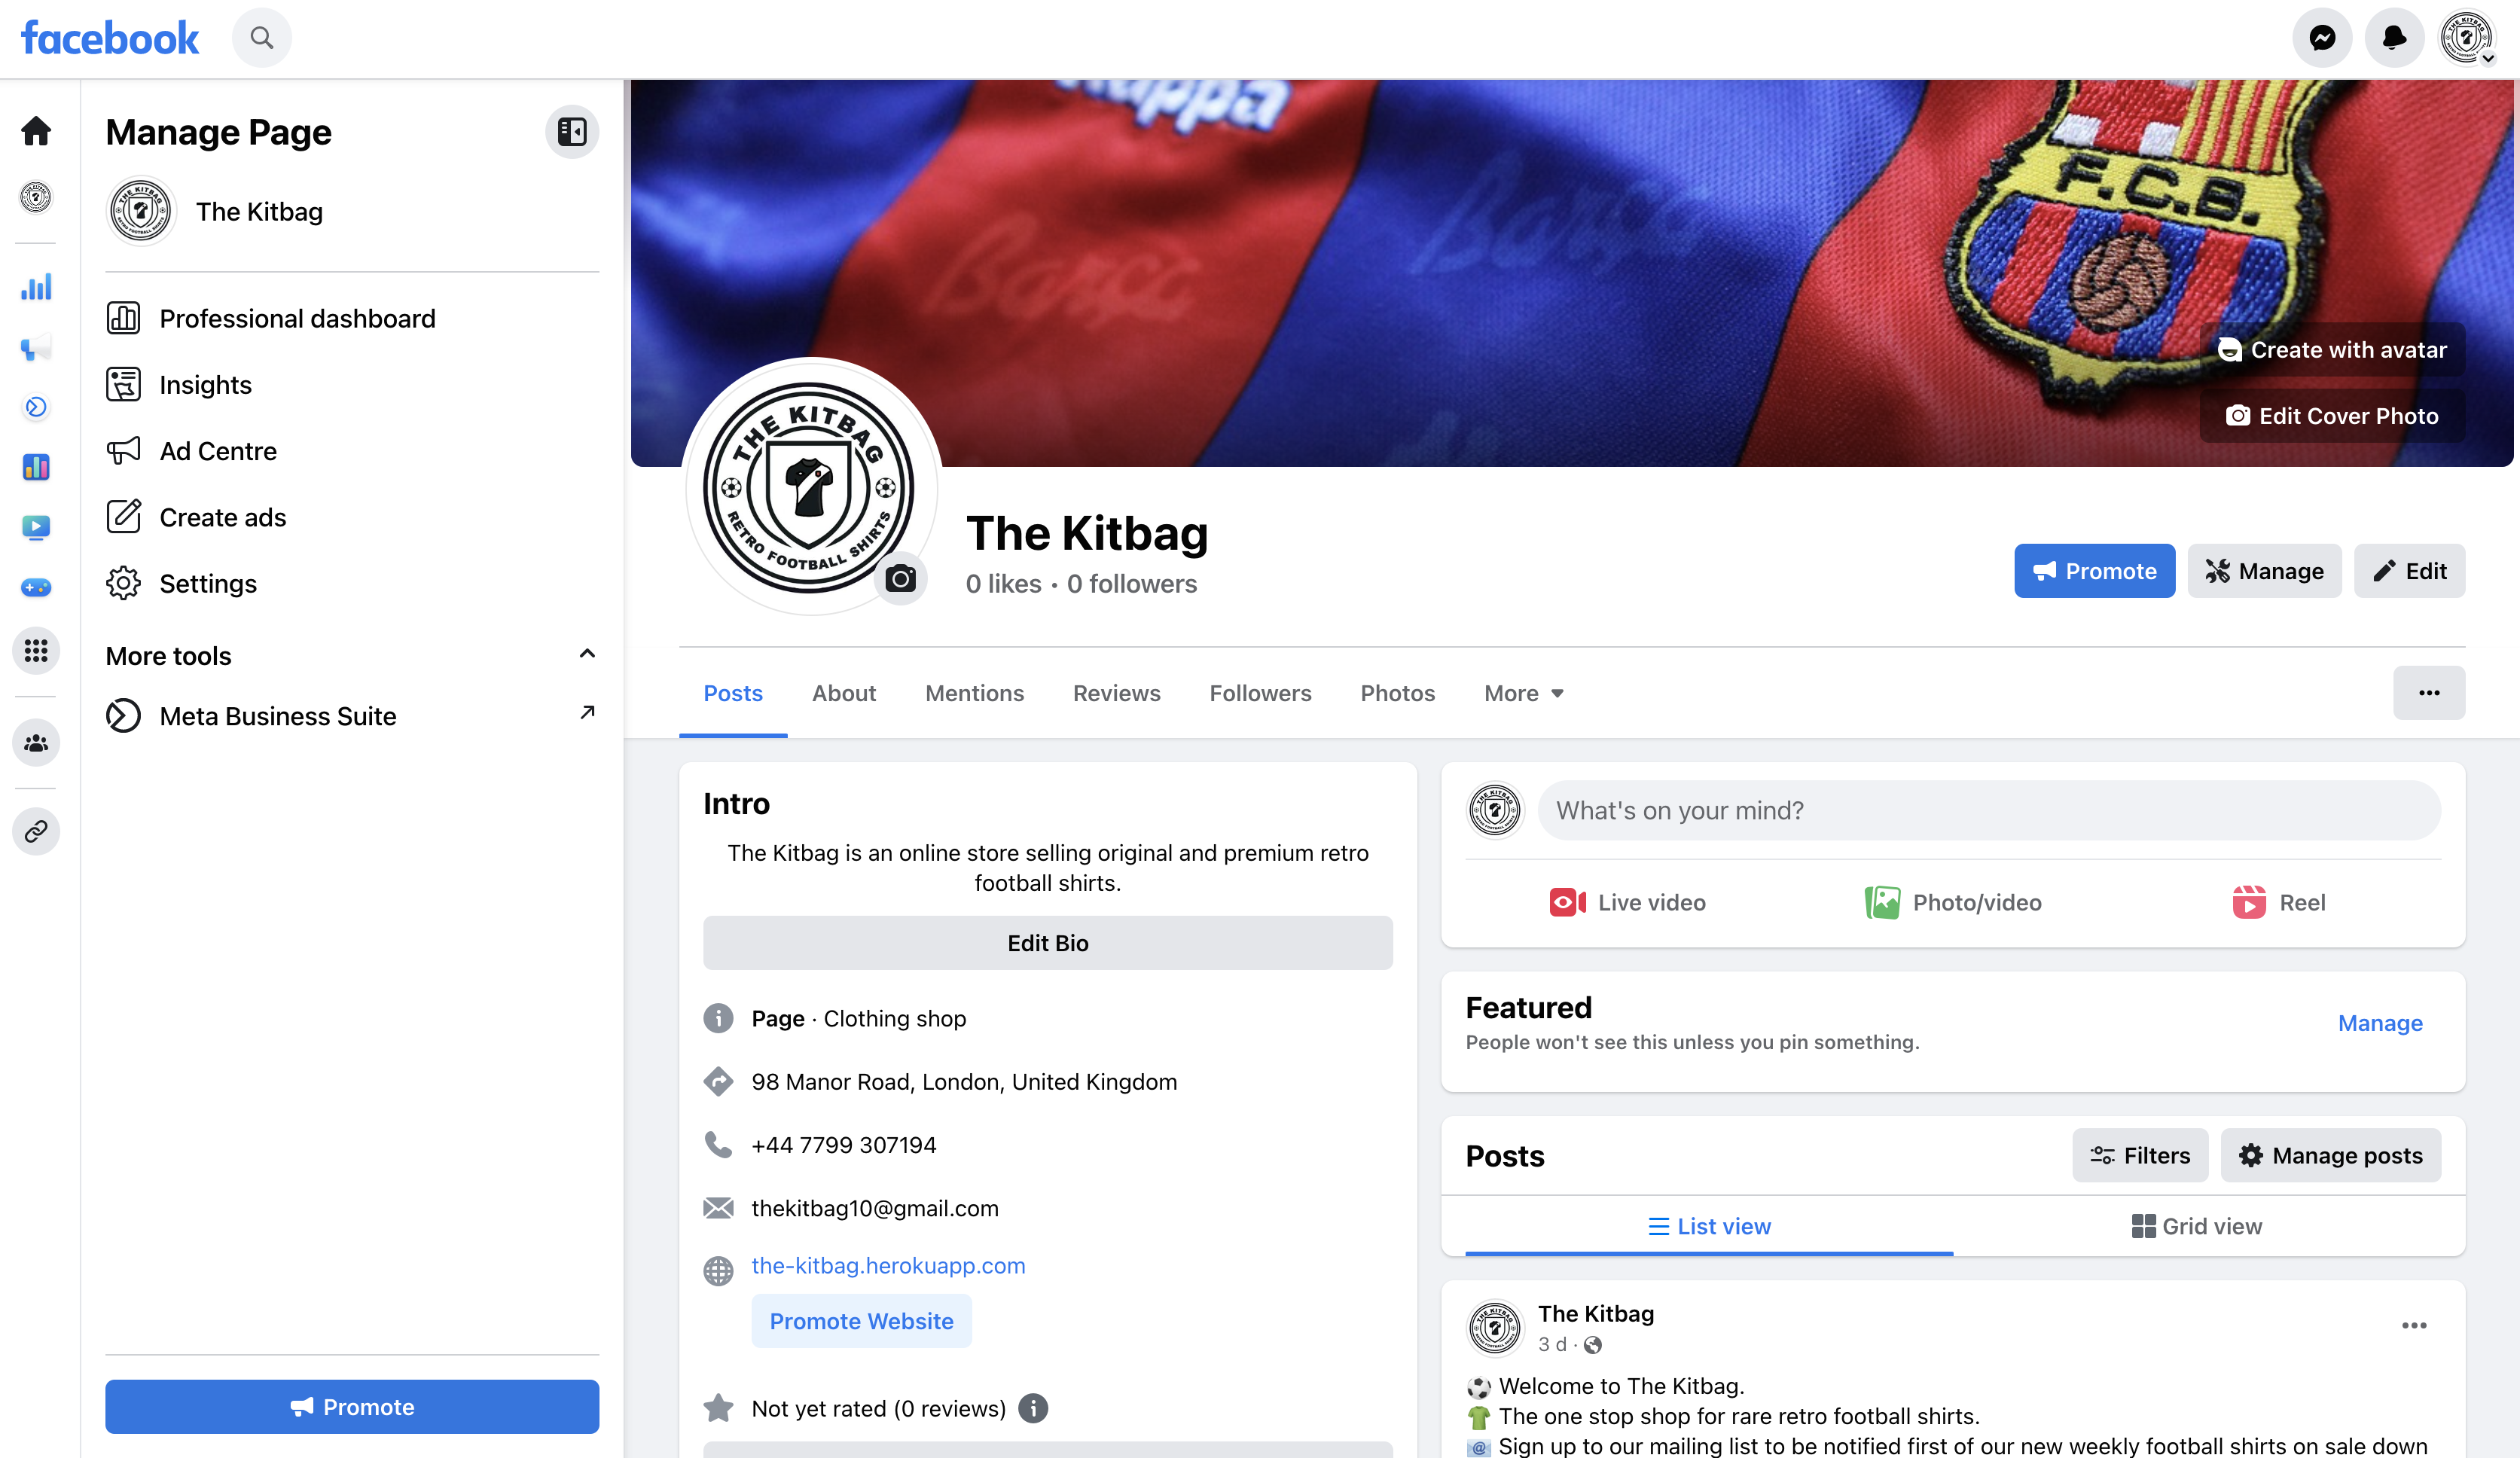 facebook
Manage Page
The Kitbag
Professional dashboard
Insights
Ad Centre
Create ads
Settings
More tools
Meta Business Suite
Promote
Kappa
Barça
Barça
F.C.B.
Create with avatar
Edit Cover Photo
THE KITBAG
RETRO FOOTBALL SHIRTS
The Kitbag
0 likes • 0 followers
Promote
Manage
Edit
Posts
About
Mentions
Reviews
Followers
Photos
More
Intro
The Kitbag is an online store selling original and premium retro
football shirts.
Edit Bio
Page · Clothing shop
98 Manor Road, London, United Kingdom
+44 7799 307194
thekitbag10@gmail.com
the-kitbag.herokuapp.com
Promote Website
Not yet rated (0 reviews)
What's on your mind?
Live video
Photo/video
Reel
Featured
People won't see this unless you pin something.
Manage
Posts
Filters
Manage posts
List view
Grid view
The Kitbag
3 d ·
⚽ Welcome to The Kitbag.
👕 The one stop shop for rare retro football shirts.
📧 Sign up to our mailing list to be notified first of our new weekly football shirts on sale down